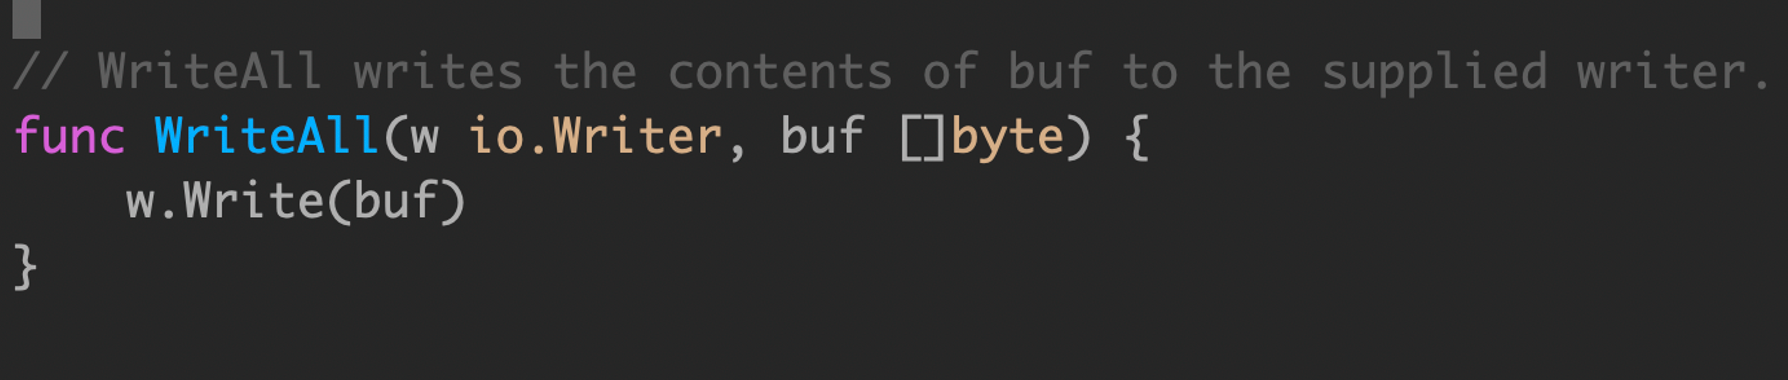 // WriteAll writes the contents of buf to the supplied writer.
func WriteAll(w io.Writer, buf []byte) {
    w.Write(buf)
}